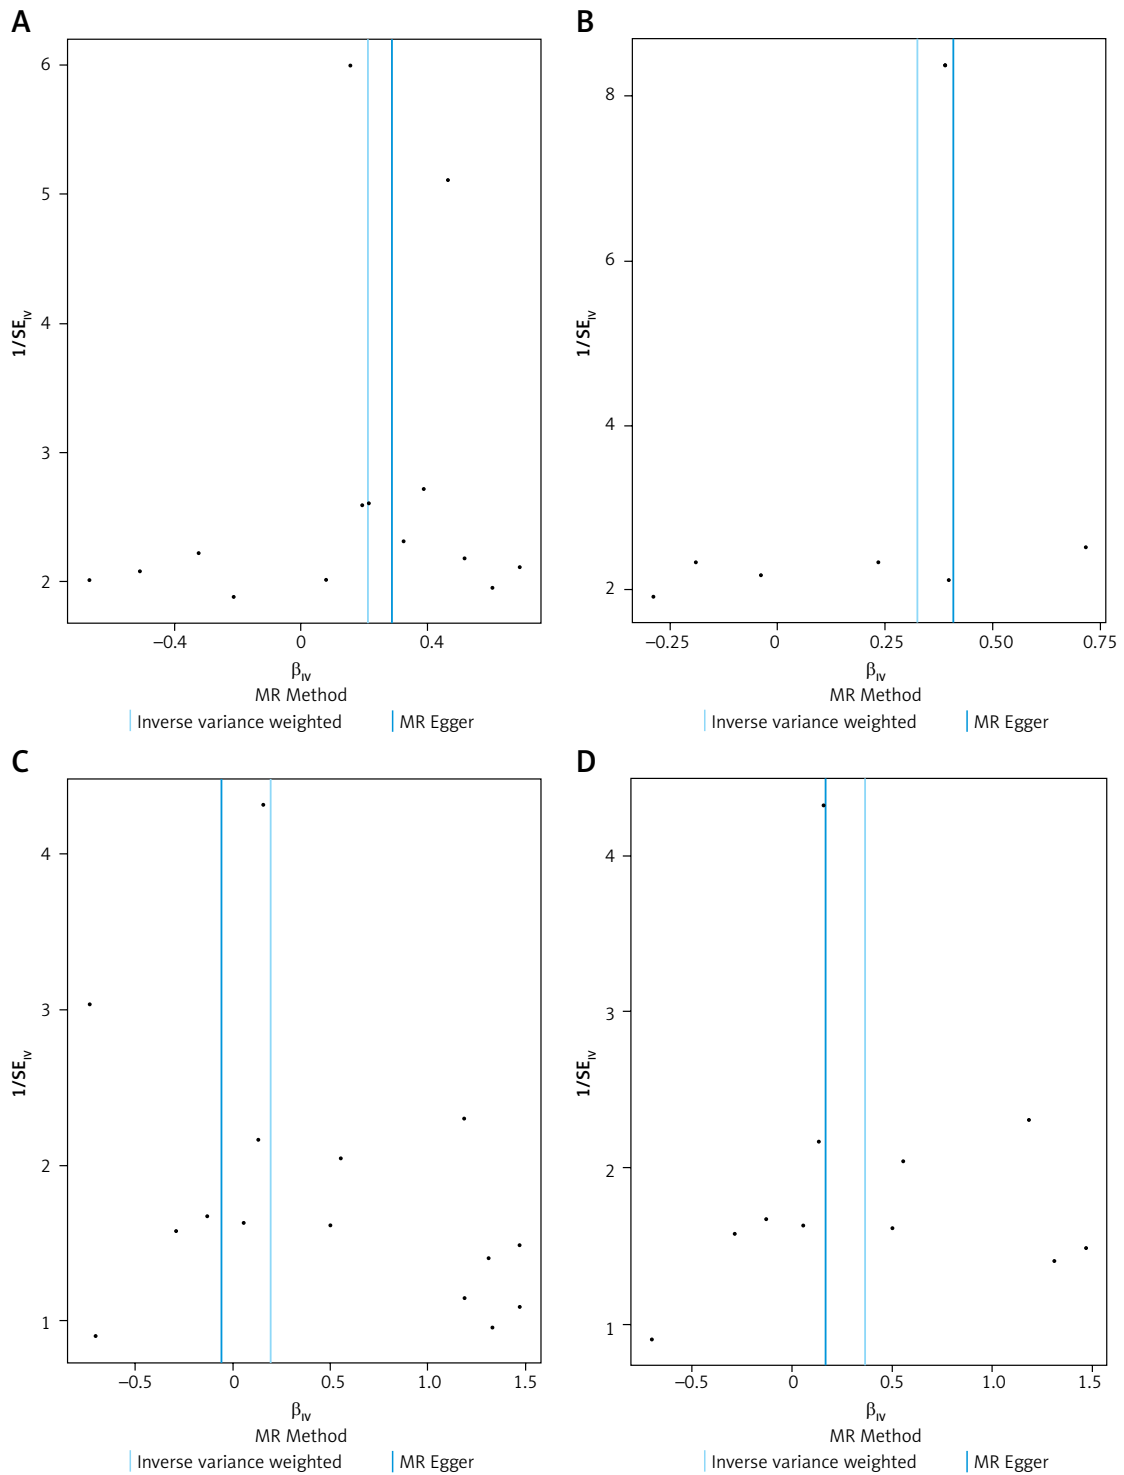 A
6
5
4
3
2
1/SE_IV
−0.4 0 0.4
β_IV
MR Method
Inverse variance weighted MR Egger
B
8
6
4
2
1/SE_IV
−0.25 0 0.25 0.50 0.75
β_IV
MR Method
Inverse variance weighted MR Egger
C
4
3
2
1
1/SE_IV
−0.5 0 0.5 1.0 1.5
β_IV
MR Method
Inverse variance weighted MR Egger
D
4
3
2
1
1/SE_IV
−0.5 0 0.5 1.0 1.5
β_IV
MR Method
Inverse variance weighted MR Egger